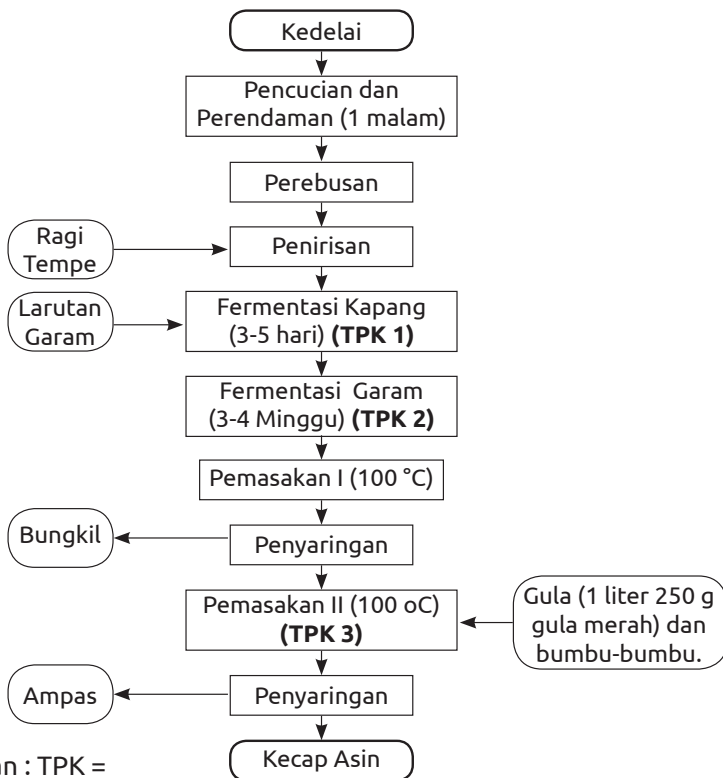 Kedelai
Pencucian dan
Perendaman (1 malam)
Perebusan
Ragi
Tempe
Penirisan
Larutan
Garam
Fermentasi Kapang
(3-5 hari) (TPK 1)
Fermentasi Garam
(3-4 Minggu) (TPK 2)
Pemasakan I (100 °C)
Bungkil
Penyaringan
Pemasakan II (100 oC)
(TPK 3)
Gula (1 liter 250 g
gula merah) dan
bumbu-bumbu.
Ampas
Penyaringan
Kecap Asin
an : TPK =